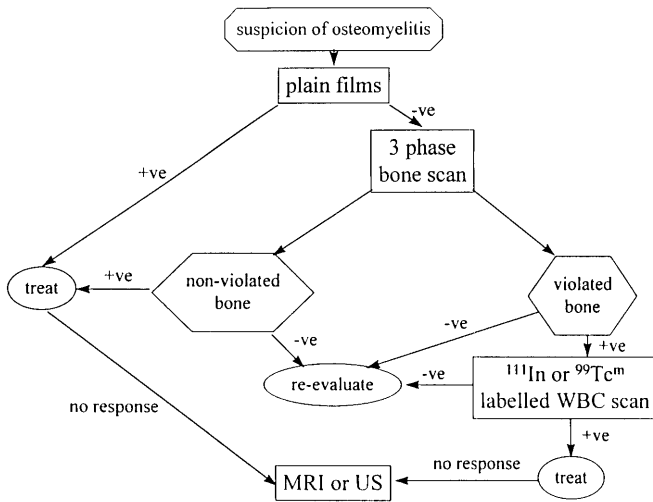 suspicion of osteomyelitis
plain films
-ve
3 phase
bone scan
+ve
treat
+ve
non-violated
bone
violated
bone
-ve
-ve
+ve
re-evaluate
-ve
¹¹¹In or ⁹⁹Tcᵐ
labelled WBC scan
no response
+ve
MRI or US
no response
treat